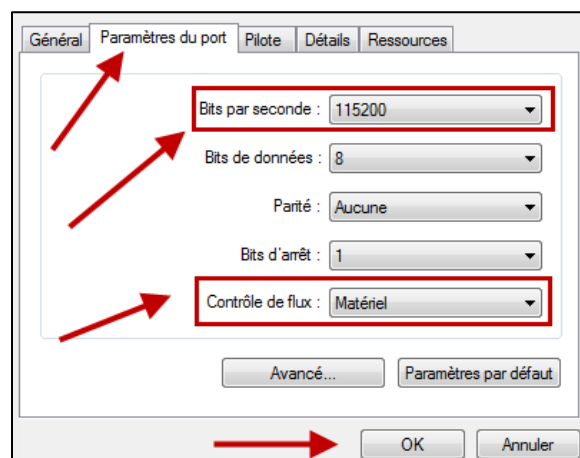 Général Paramètres du port Pilote Détails Ressources
Bits par seconde : 115200
Bits de données : 8
Parité : Aucune
Bits d'arrêt : 1
Contrôle de flux : Matériel
Avancé... Paramètres par défaut
OK Annuler